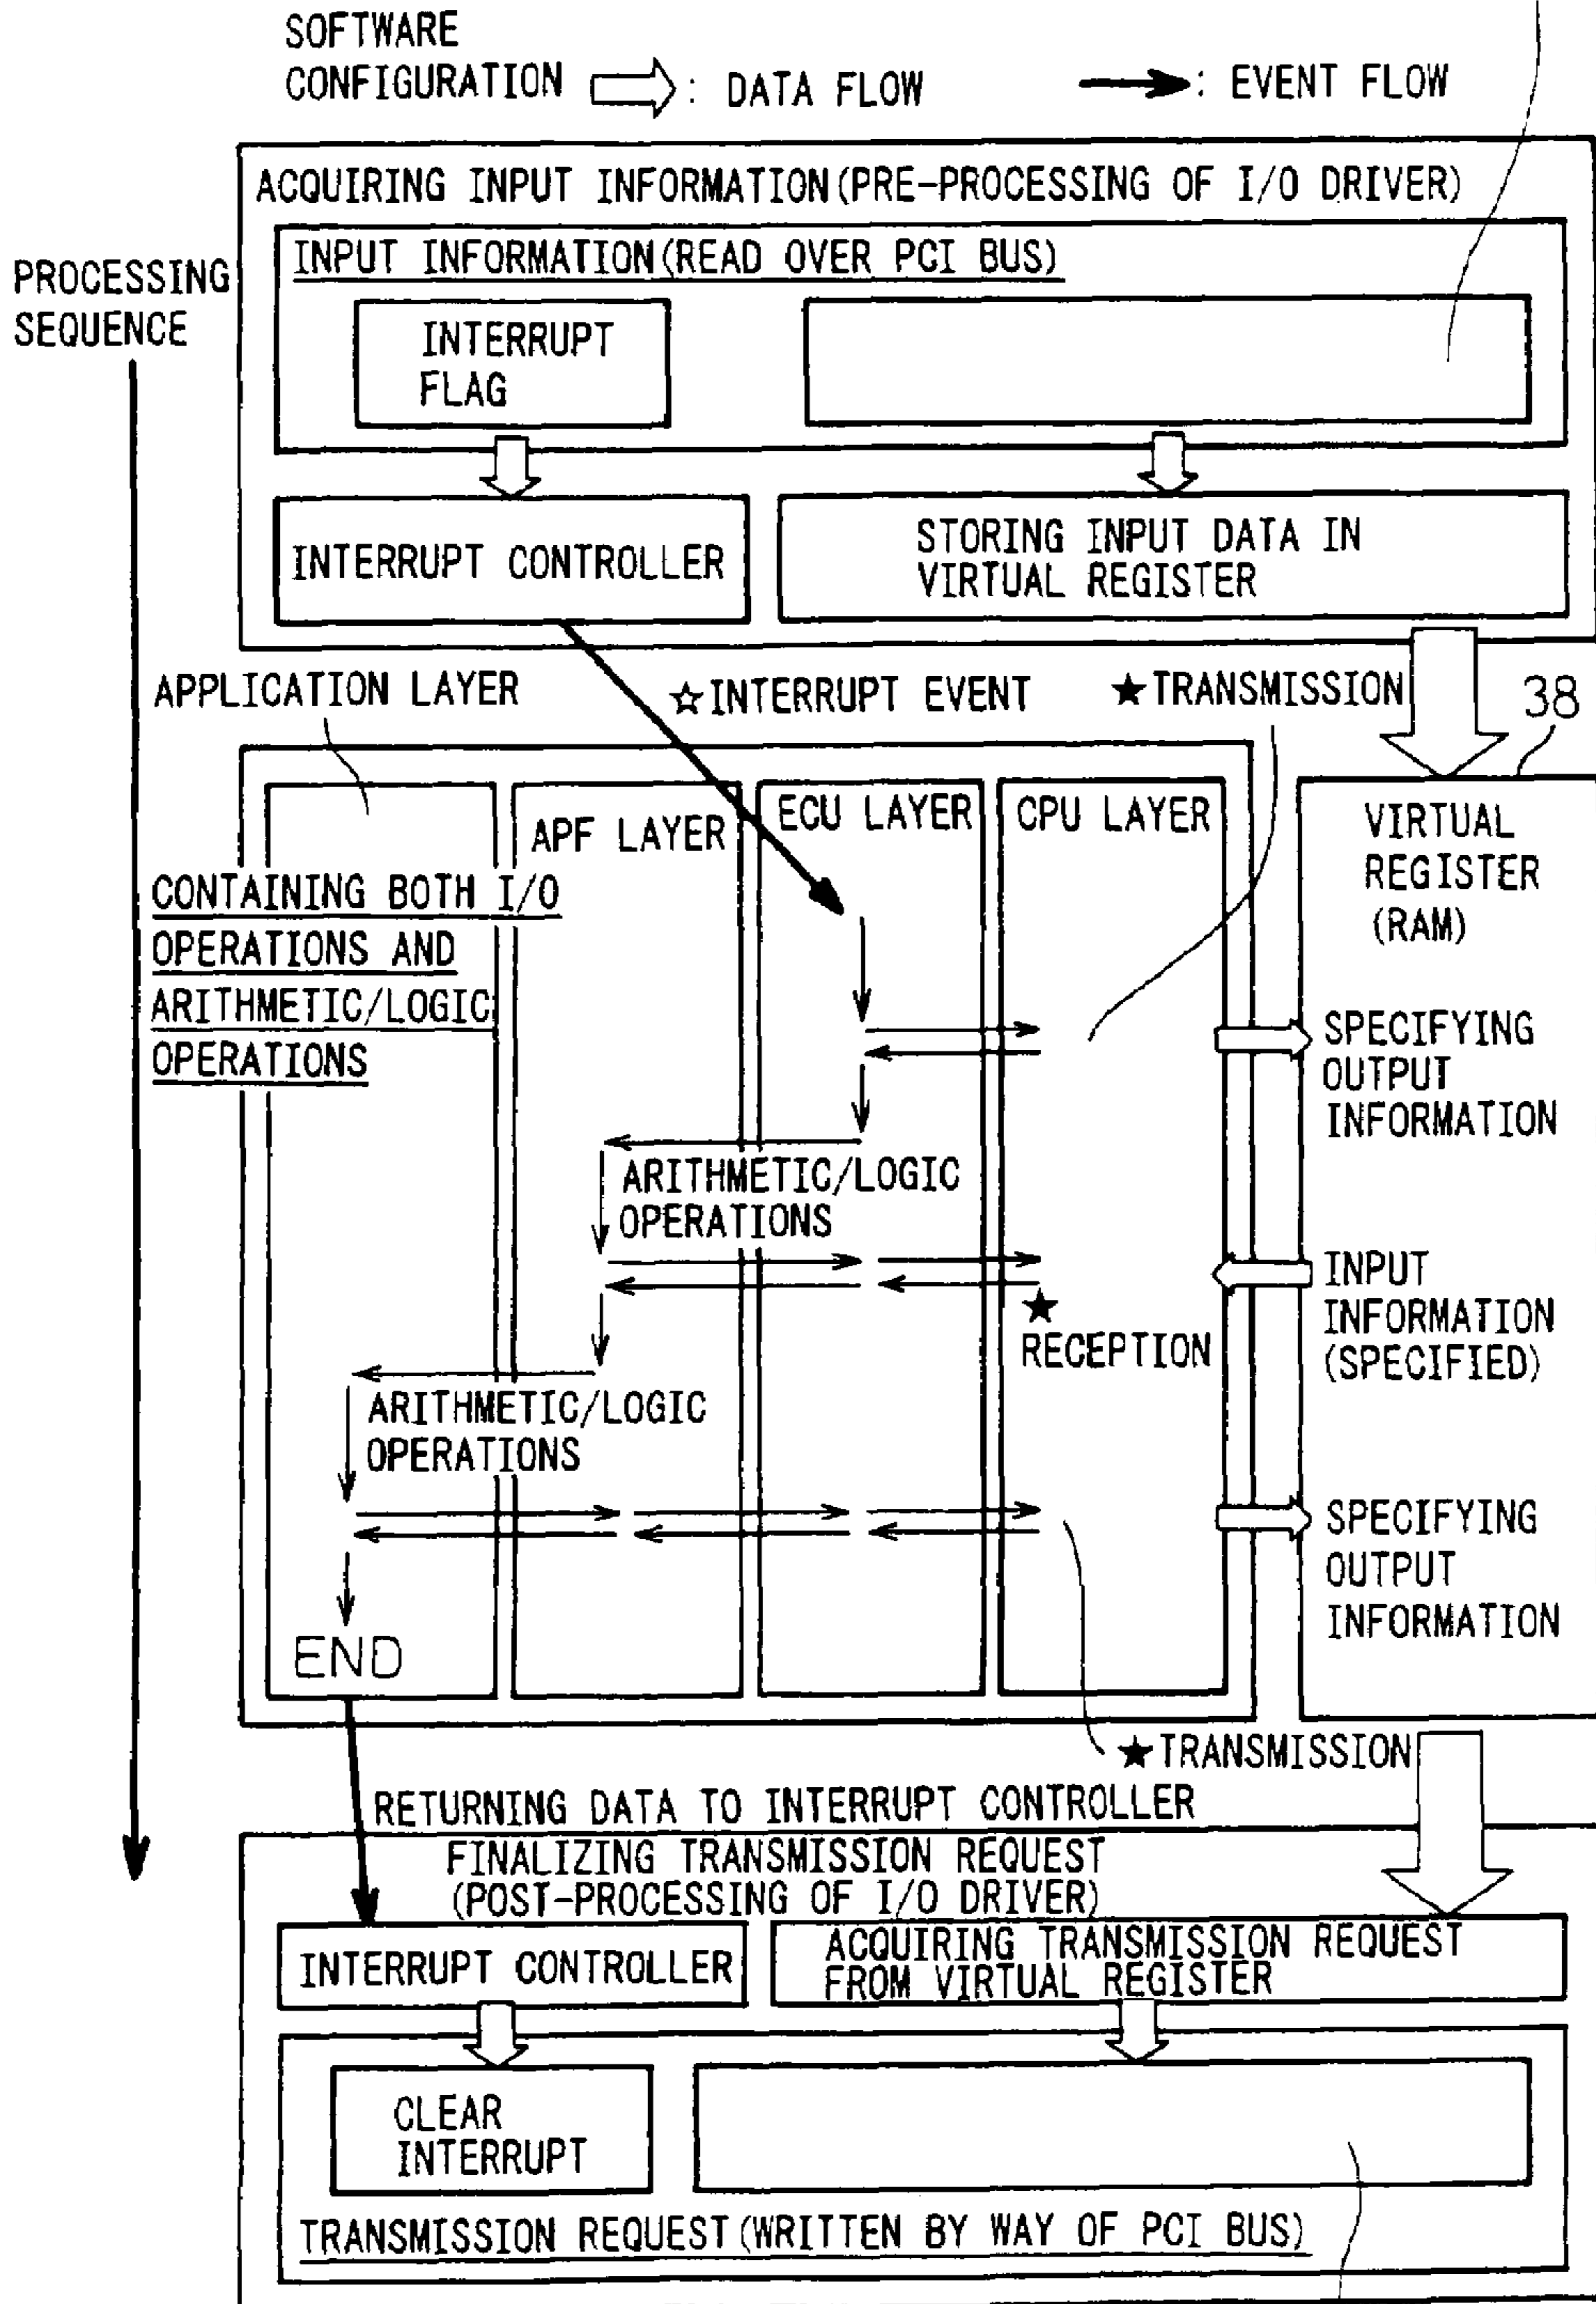 SOFTWARE
CONFIGURATION : DATA FLOW : EVENT FLOW
ACQUIRING INPUT INFORMATION(PRE-PROCESSING OF I/O DRIVER)
PROCESSING
SEQUENCE
INPUT INFORMATION(READ OVER PCI BUS)
INTERRUPT
FLAG
INTERRUPT CONTROLLER
STORING INPUT DATA IN
VIRTUAL REGISTER
APPLICATION LAYER
☆INTERRUPT EVENT
★TRANSMISSION
38
APF LAYER
ECU LAYER
CPU LAYER
VIRTUAL
REGISTER
(RAM)
CONTAINING BOTH I/O
OPERATIONS AND
ARITHMETIC/LOGIC
OPERATIONS
SPECIFYING
OUTPUT
INFORMATION
ARITHMETIC/LOGIC
OPERATIONS
★
RECEPTION
INPUT
INFORMATION
(SPECIFIED)
ARITHMETIC/LOGIC
OPERATIONS
SPECIFYING
OUTPUT
INFORMATION
END
★TRANSMISSION
RETURNING DATA TO INTERRUPT CONTROLLER
FINALIZING TRANSMISSION REQUEST
(POST-PROCESSING OF I/O DRIVER)
INTERRUPT CONTROLLER
ACQUIRING TRANSMISSION REQUEST
FROM VIRTUAL REGISTER
CLEAR
INTERRUPT
TRANSMISSION REQUEST(WRITTEN BY WAY OF PCI BUS)